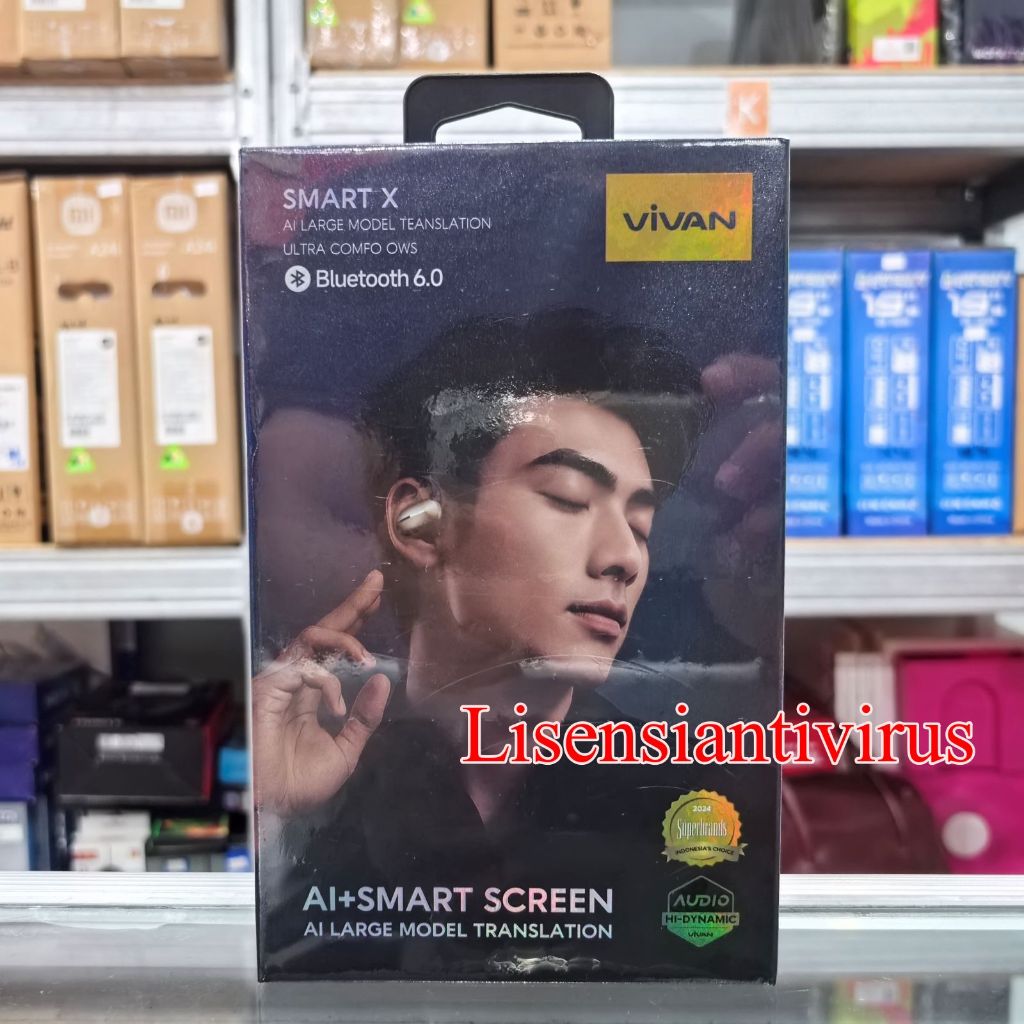 K
SMART X
AI LARGE MODEL TEANSLATION
ULTRA COMFO OWS
Bluetooth 6.0
ViVAN
Lisensiantivirus
2024
Superbrands
INDONESIA'S CHOICE
AI+SMART SCREEN
AI LARGE MODEL TRANSLATION
AUDIO
HI-DYNAMIC
ViVAN